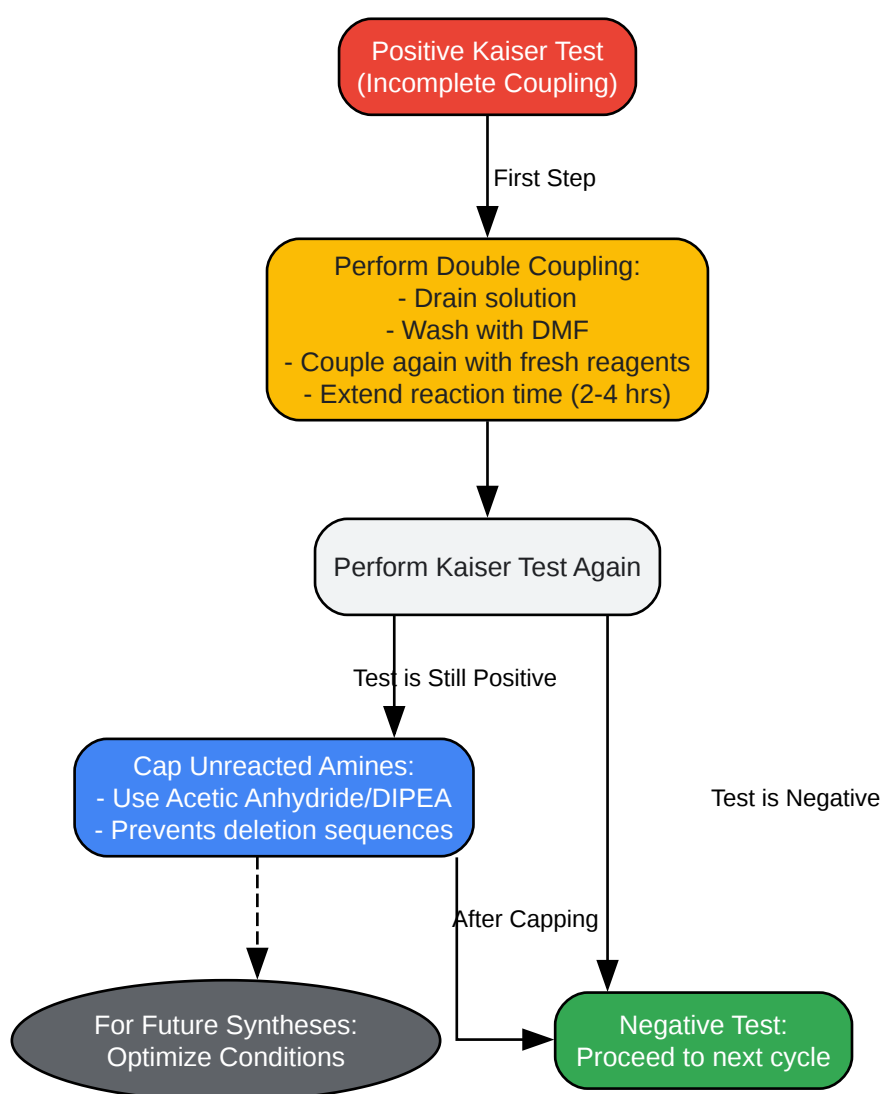 Positive Kaiser Test
(Incomplete Coupling)
First Step
Perform Double Coupling:
- Drain solution
- Wash with DMF
- Couple again with fresh reagents
- Extend reaction time (2-4 hrs)
Perform Kaiser Test Again
Test is Still Positive
Cap Unreacted Amines:
- Use Acetic Anhydride/DIPEA
- Prevents deletion sequences
Test is Negative
After Capping
For Future Syntheses:
Optimize Conditions
Negative Test:
Proceed to next cycle